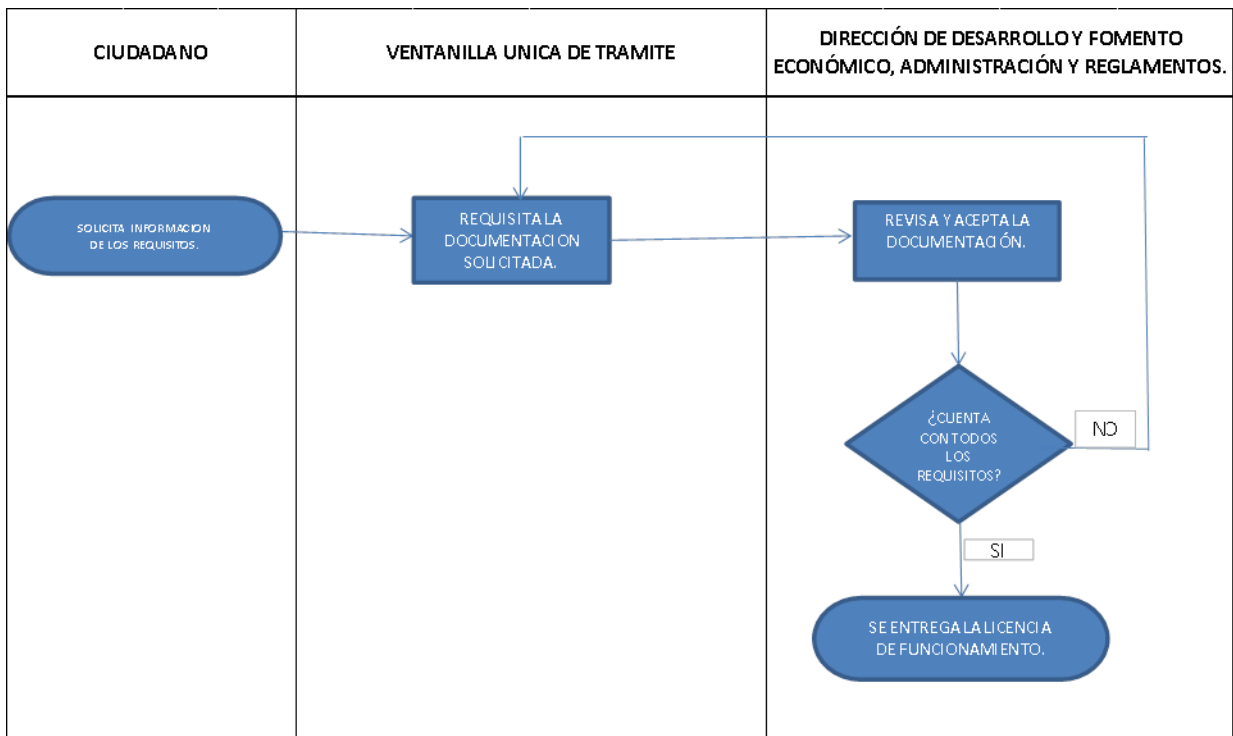 CIUDADANO
VENTANILLA UNICA DE TRAMITE
DIRECCIÓN DE DESARROLLO Y FOMENTO
ECONÓMICO, ADMINISTRACIÓN Y REGLAMENTOS.
SOLICITA INFORMACION
DE LOS REQUISITOS.
REQUISITA LA
DOCUMENTACION
SOLICITADA.
REVISA Y ACEPTA LA
DOCUMENTACIÓN.
¿CUENTA
CON TODOS
LOS
REQUISITOS?
NO
SI
SE ENTREGA LA LICENCIA
DE FUNCIONAMIENTO.